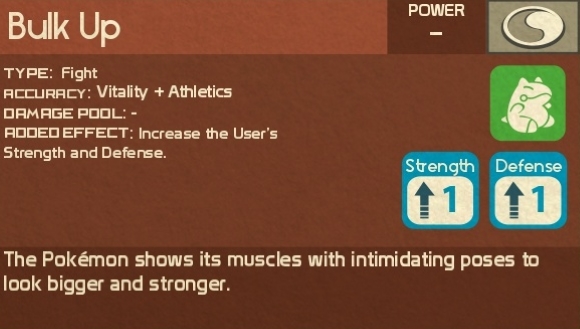 Bulk Up
POWER
–
TYPE: Fight
ACCURACY: Vitality + Athletics
DAMAGE POOL: -
ADDED EFFECT: Increase the User's
Strength and Defense.
Strength
1
Defense
1
The Pokémon shows its muscles with intimidating poses to
look bigger and stronger.